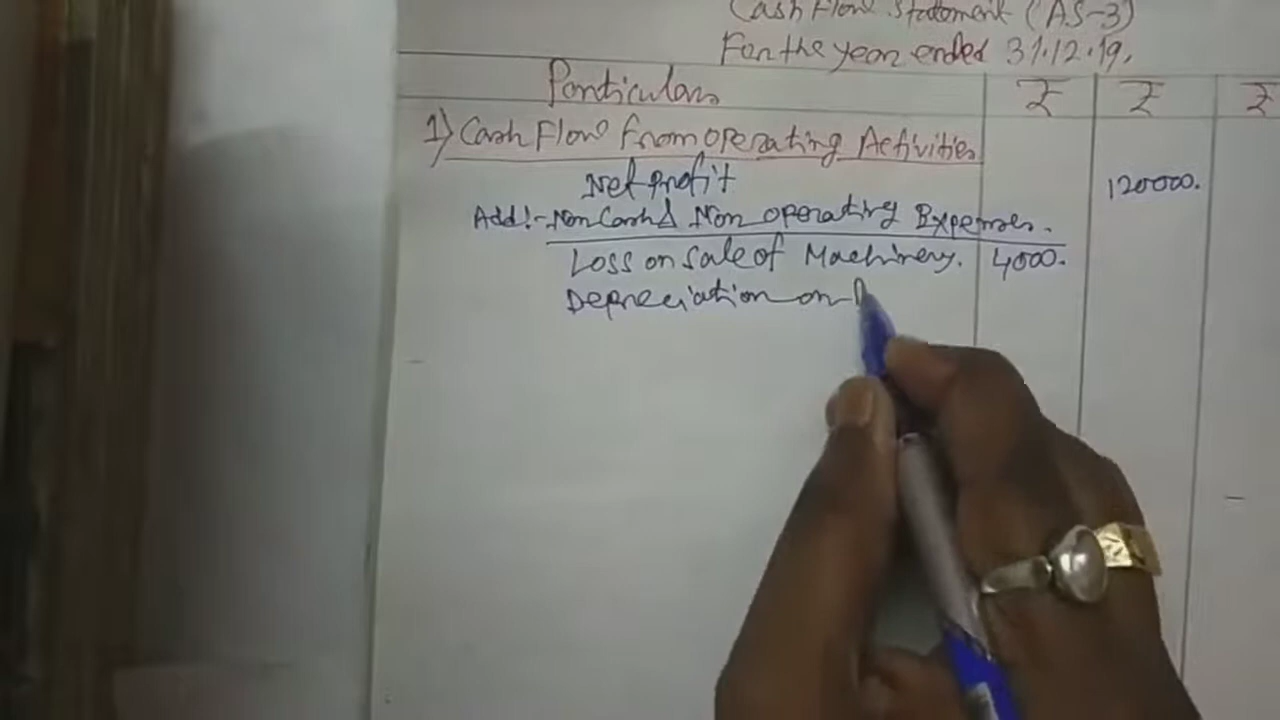 Cash Flow Statement (AS-3)
For the year ended 31.12.19.
Particulars ₹ ₹ ₹
1) Cash Flow from operating Activities
Net profit 120000.
Add:- Non Cash & Non operating Expenses.
Loss on sale of Machinery. 4000.
Depreciation on